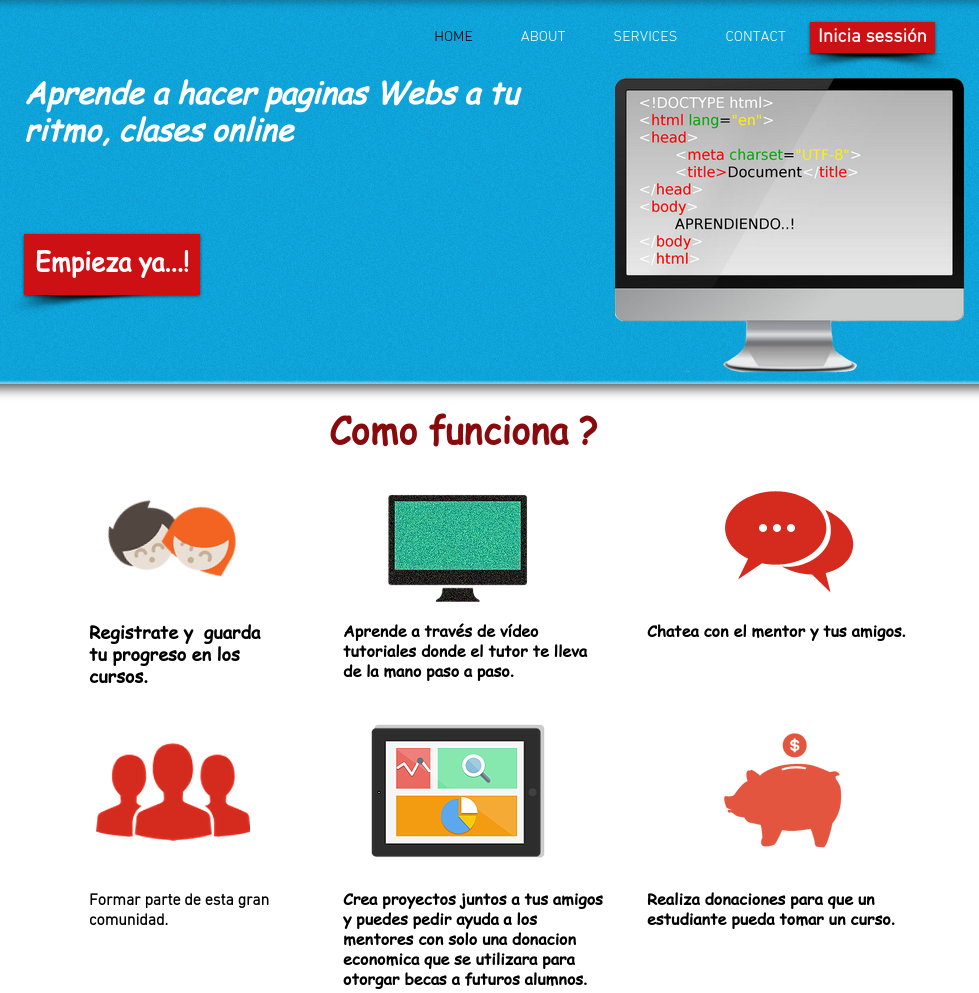 HOME ABOUT SERVICES CONTACT Inicia sessión
Aprende a hacer paginas Webs a tu
ritmo, clases online
Empieza ya...!
<!DOCTYPE html>
<html lang="en">
<head>
<meta charset="UTF-8">
<title>Document</title>
</head>
<body>
APRENDIENDO..!
</body>
</html>
Como funciona ?
Registrate y guarda
tu progreso en los
cursos.
Aprende a través de vídeo
tutoriales donde el tutor te lleva
de la mano paso a paso.
Chatea con el mentor y tus amigos.
$
Formar parte de esta gran
comunidad.
Crea proyectos juntos a tus amigos
y puedes pedir ayuda a los
mentores con solo una donacion
economica que se utilizara para
otorgar becas a futuros alumnos.
Realiza donaciones para que un
estudiante pueda tomar un curso.